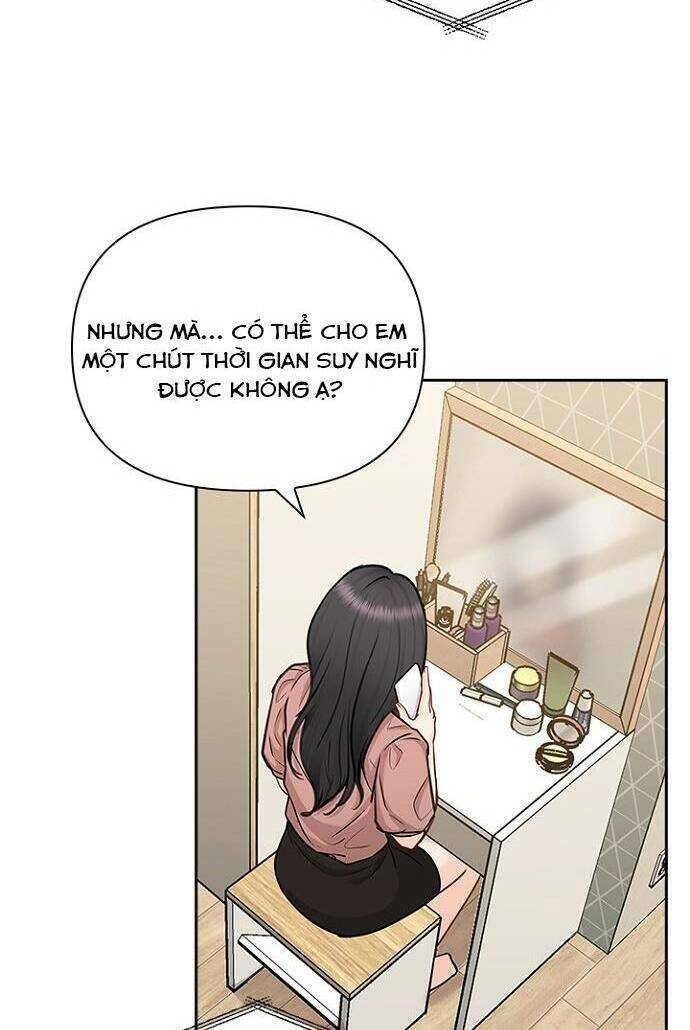 NHƯNG MÀ... CÓ THỂ CHO EM
MỘT CHÚT THỜI GIAN SUY NGHĨ
ĐƯỢC KHÔNG Ạ?